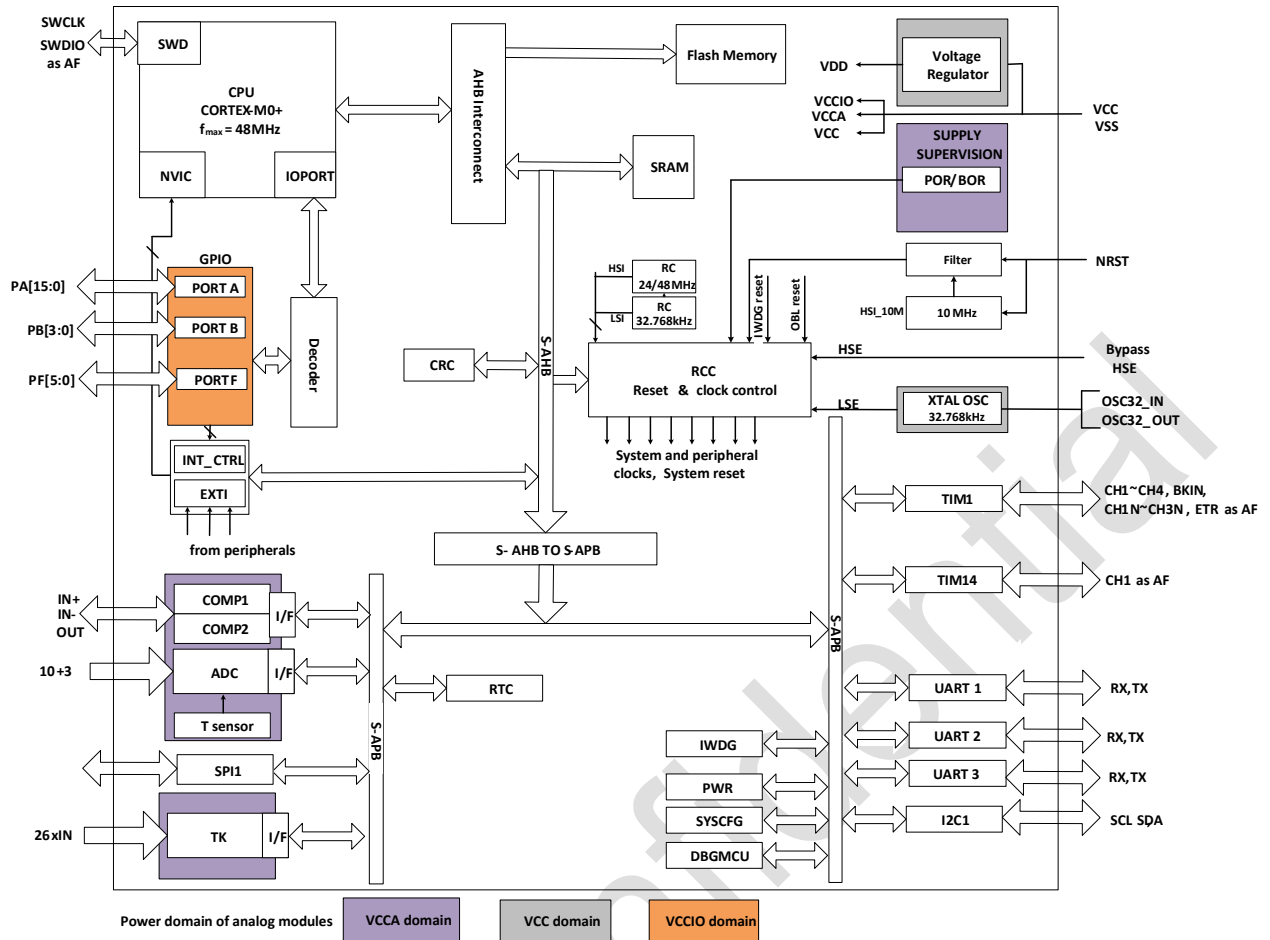 SWCLK
SWDIO
as AF
SWD
CPU
CORTEX-M0+
fmax = 48MHz
NVIC
IOPORT
AHB Interconnect
Flash Memory
SRAM
VDD
Voltage
Regulator
VCCIO
VCCA
VCC
VCC
VSS
SUPPLY
SUPERVISION
POR/BOR
GPIO
PA[15:0]
PORT A
PB[3:0]
PORT B
PF[5:0]
PORT F
Decoder
HSI
RC
24/48MHz
LSI
RC
32.768kHz
IWDG reset
OBL reset
Filter
NRST
HSI_10M
10 MHz
S-AHB
CRC
RCC
Reset & clock control
HSE
Bypass
HSE
LSE
XTAL OSC
32.768kHz
OSC32_IN
OSC32_OUT
System and peripheral
clocks, System reset
INT_CTRL
EXTI
from peripherals
S- AHB TO S-APB
TIM1
CH1~CH4, BKIN,
CH1N~CH3N, ETR as AF
TIM14
CH1 as AF
IN+
IN-
OUT
COMP1
COMP2
I/F
10+3
ADC
I/F
T sensor
S-APB
RTC
S-APB
SPI1
26xIN
TK
I/F
IWDG
PWR
SYSCFG
DBGMCU
UART 1
RX,TX
UART 2
RX,TX
UART 3
RX,TX
I2C1
SCL SDA
Power domain of analog modules
VCCA domain
VCC domain
VCCIO domain
nfidential